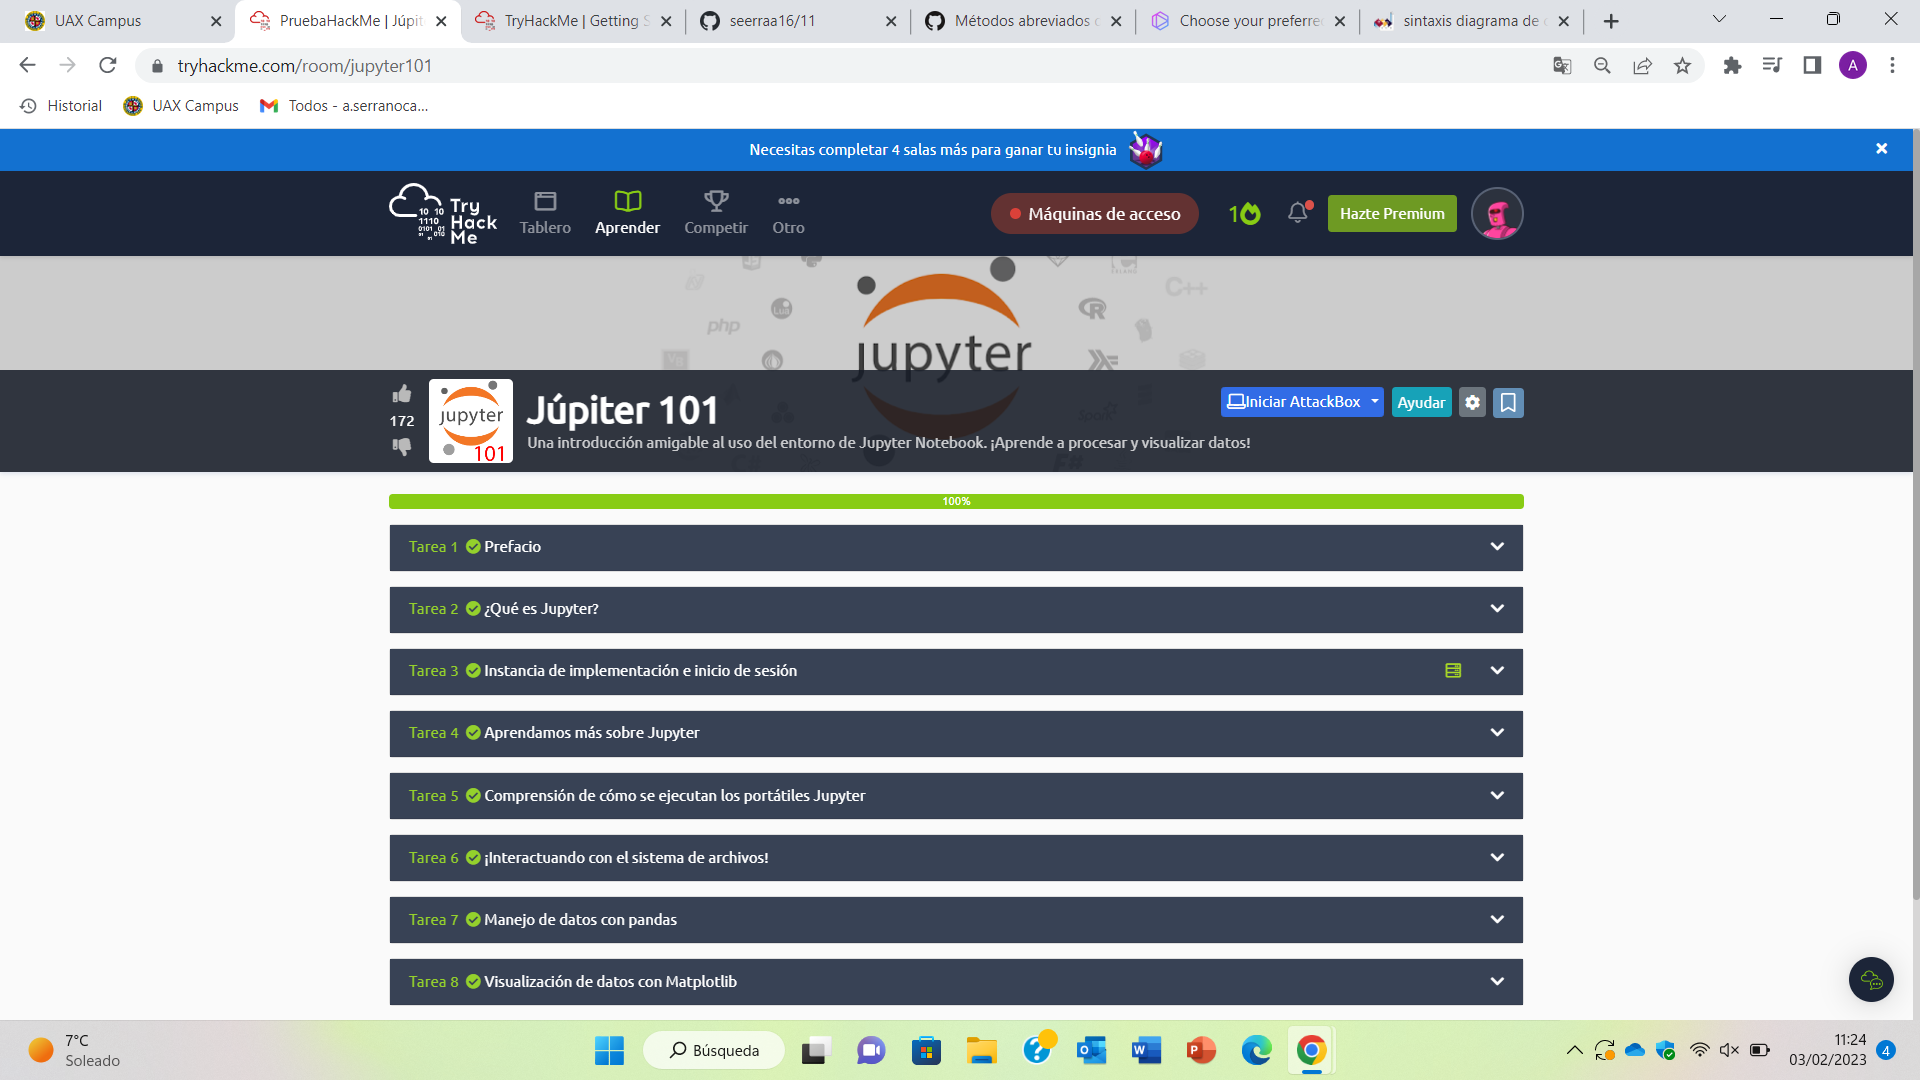 UAX Campus
PruebaHackMe | Júpit
TryHackMe | Getting S
seerraa16/11
Métodos abreviados
Choose your preferre
sintaxis diagrama de
tryhackme.com/room/jupyter101
A
Historial
UAX Campus
Todos - a.serranoca...
Necesitas completar 4 salas más para ganar tu insignia
Try
Hack
Me
Tablero
Aprender
Competir
Otro
Máquinas de acceso
1
Hazte Premium
php
C++
R
jupyter
172
jupyter
101
Júpiter 101
Una introducción amigable al uso del entorno de Jupyter Notebook. ¡Aprende a procesar y visualizar datos!
Iniciar AttackBox
Ayudar
100%
Tarea 1 Prefacio
Tarea 2 ¿Qué es Jupyter?
Tarea 3 Instancia de implementación e inicio de sesión
Tarea 4 Aprendamos más sobre Jupyter
Tarea 5 Comprensión de cómo se ejecutan los portátiles Jupyter
Tarea 6 ¡Interactuando con el sistema de archivos!
Tarea 7 Manejo de datos con pandas
Tarea 8 Visualización de datos con Matplotlib
7°C
Soleado
Búsqueda
11:24
03/02/2023
4